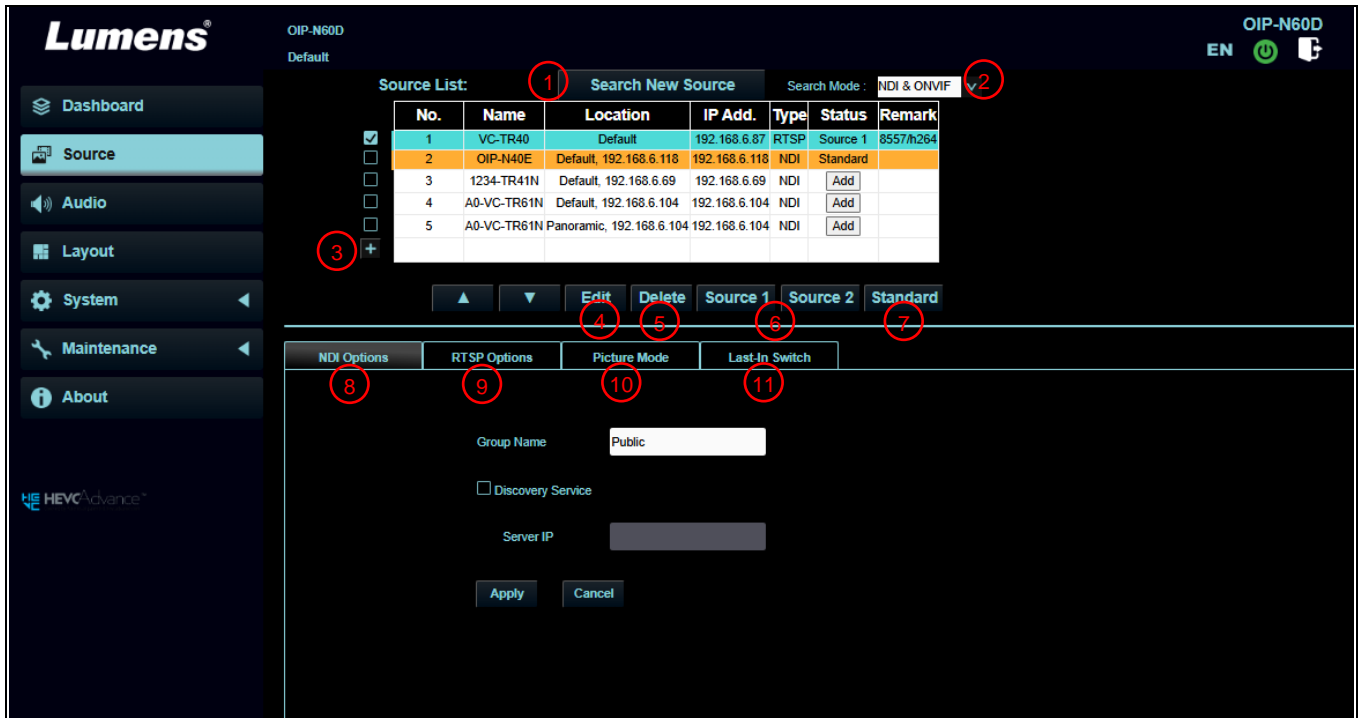 Lumens®
OIP-N60D
Default
OIP-N60D
EN
Dashboard
Source
Audio
Layout
System
Maintenance
About
HEVC Advance™
Source List:
1
Search New Source
Search Mode :
NDI & ONVIF
2
No. Name Location IP Add. Type Status Remark
1 VC-TR40 Default 192.168.6.87 RTSP Source 1 8557/h264
2 OIP-N40E Default, 192.168.6.118 192.168.6.118 NDI Standard
3 1234-TR41N Default, 192.168.6.69 192.168.6.69 NDI Add
4 A0-VC-TR61N Default, 192.168.6.104 192.168.6.104 NDI Add
5 A0-VC-TR61N Panoramic, 192.168.6.104 192.168.6.104 NDI Add
3 +
▲ ▼ Edit Delete Source 1 Source 2 Standard
4 5 6 7
NDI Options RTSP Options Picture Mode Last-In Switch
8 9 10 11
Group Name Public
Discovery Service
Server IP
Apply Cancel